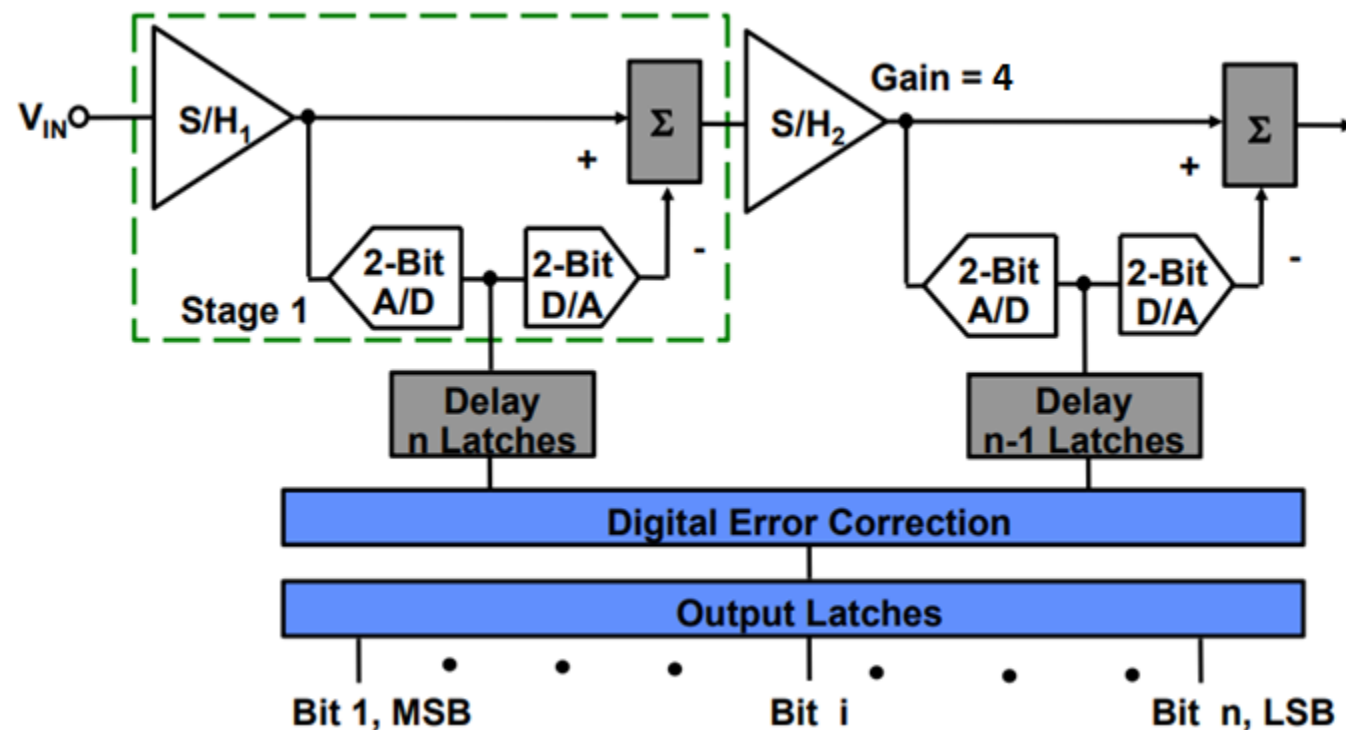 Gain = 4
V_IN
S/H₁
Σ
S/H₂
Σ
+
+
2-Bit
A/D
2-Bit
D/A
-
2-Bit
A/D
2-Bit
D/A
-
Stage 1
Delay
n Latches
Delay
n-1 Latches
Digital Error Correction
Output Latches
Bit 1, MSB
Bit i
Bit n, LSB